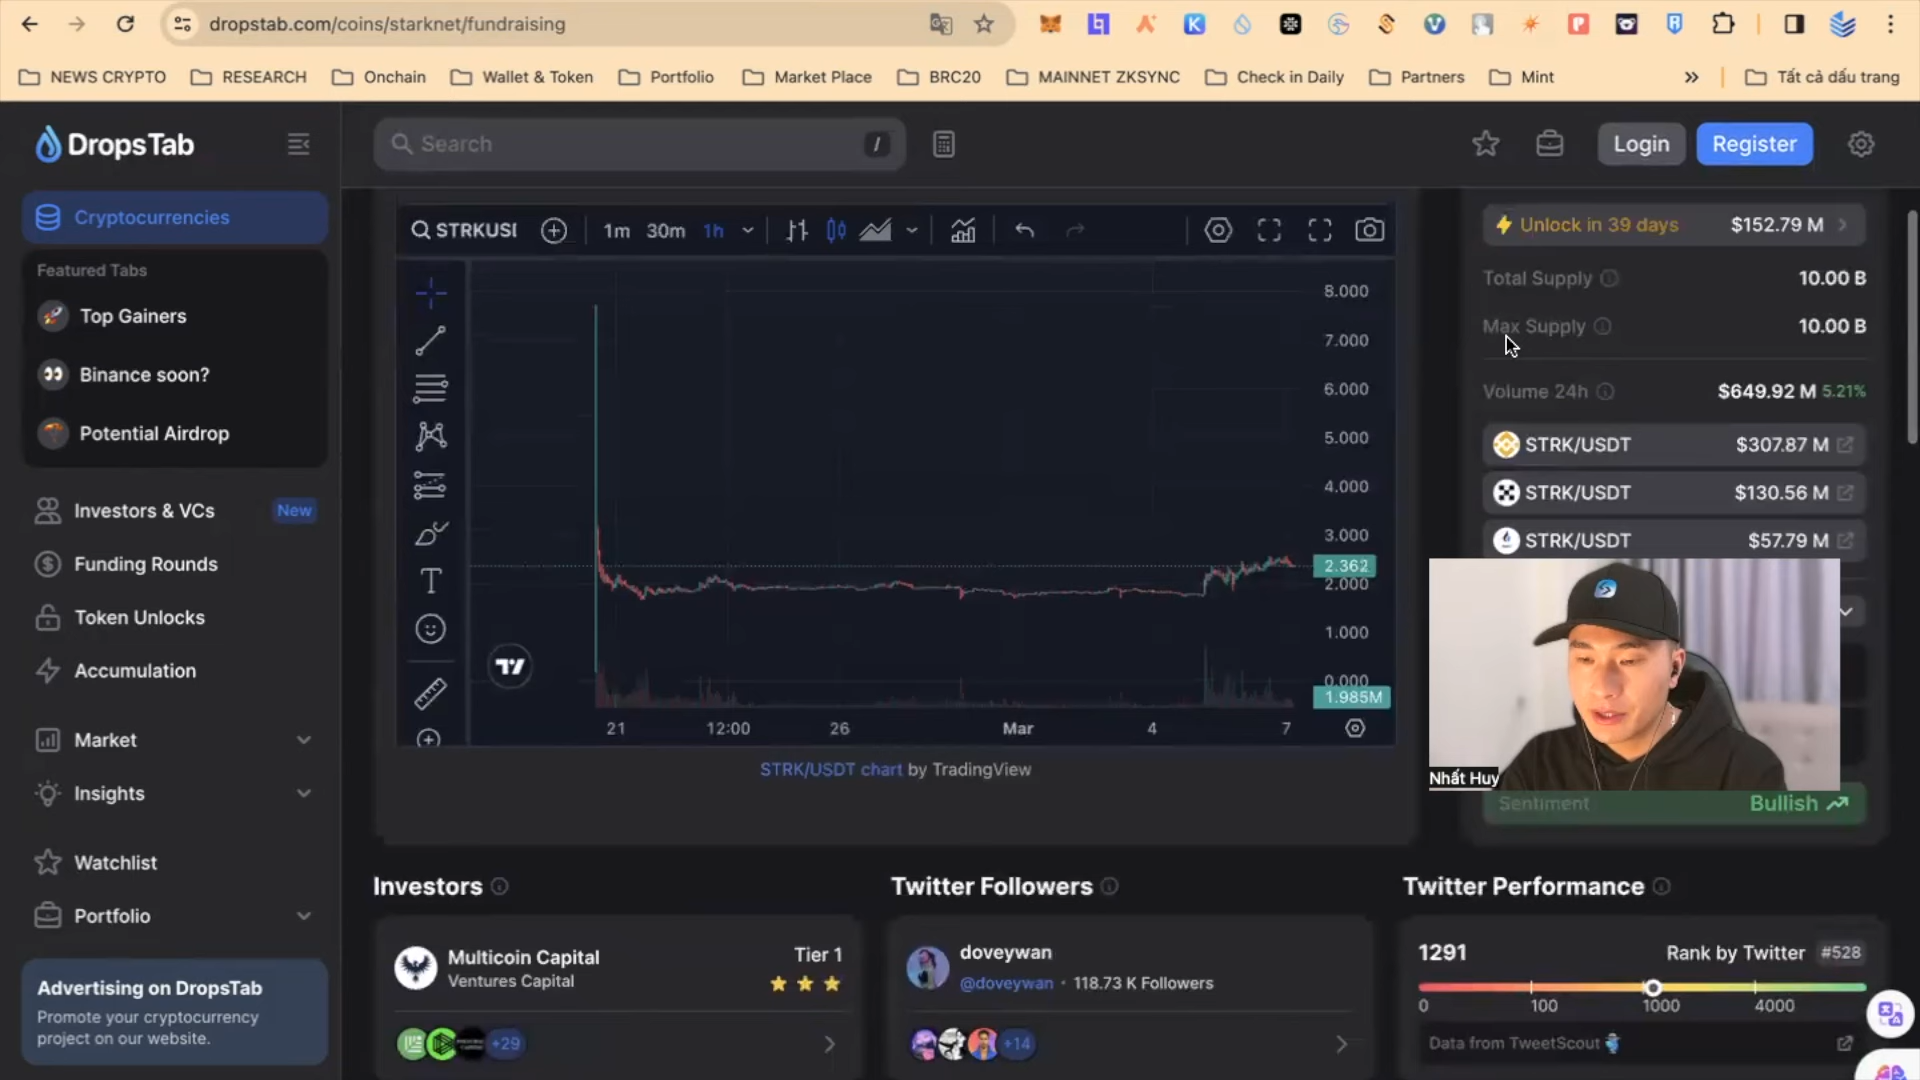 dropstab.com/coins/starknet/fundraising
NEWS CRYPTO
RESEARCH
Onchain
Wallet & Token
Portfolio
Market Place
BRC20
MAINNET ZKSYNC
Check in Daily
Partners
Mint
»
Tất cả dấu trang
DropsTab
Search
/
Login
Register
Cryptocurrencies
Featured Tabs
Top Gainers
Binance soon?
Potential Airdrop
Investors & VCs
New
Funding Rounds
Token Unlocks
Accumulation
Market
Insights
Watchlist
Portfolio
Advertising on DropsTab
Promote your cryptocurrency
project on our website.
STRKUSI
1m
30m
1h
8.000
7.000
6.000
5.000
4.000
3.000
2.362
2.000
1.000
0.000
1.985M
21
12:00
26
Mar
4
7
STRK/USDT chart by TradingView
Unlock in 39 days $152.79 M
Total Supply 10.00 B
Max Supply 10.00 B
Volume 24h $649.92 M 5.21%
STRK/USDT $307.87 M
STRK/USDT $130.56 M
STRK/USDT $57.79 M
Nhất Huy
Sentiment Bullish
Investors
Multicoin Capital
Ventures Capital
Tier 1
+29
Twitter Followers
doveywan
@doveywan · 118.73 K Followers
+14
Twitter Performance
1291
Rank by Twitter #528
0
100
1000
4000
Data from TweetScout